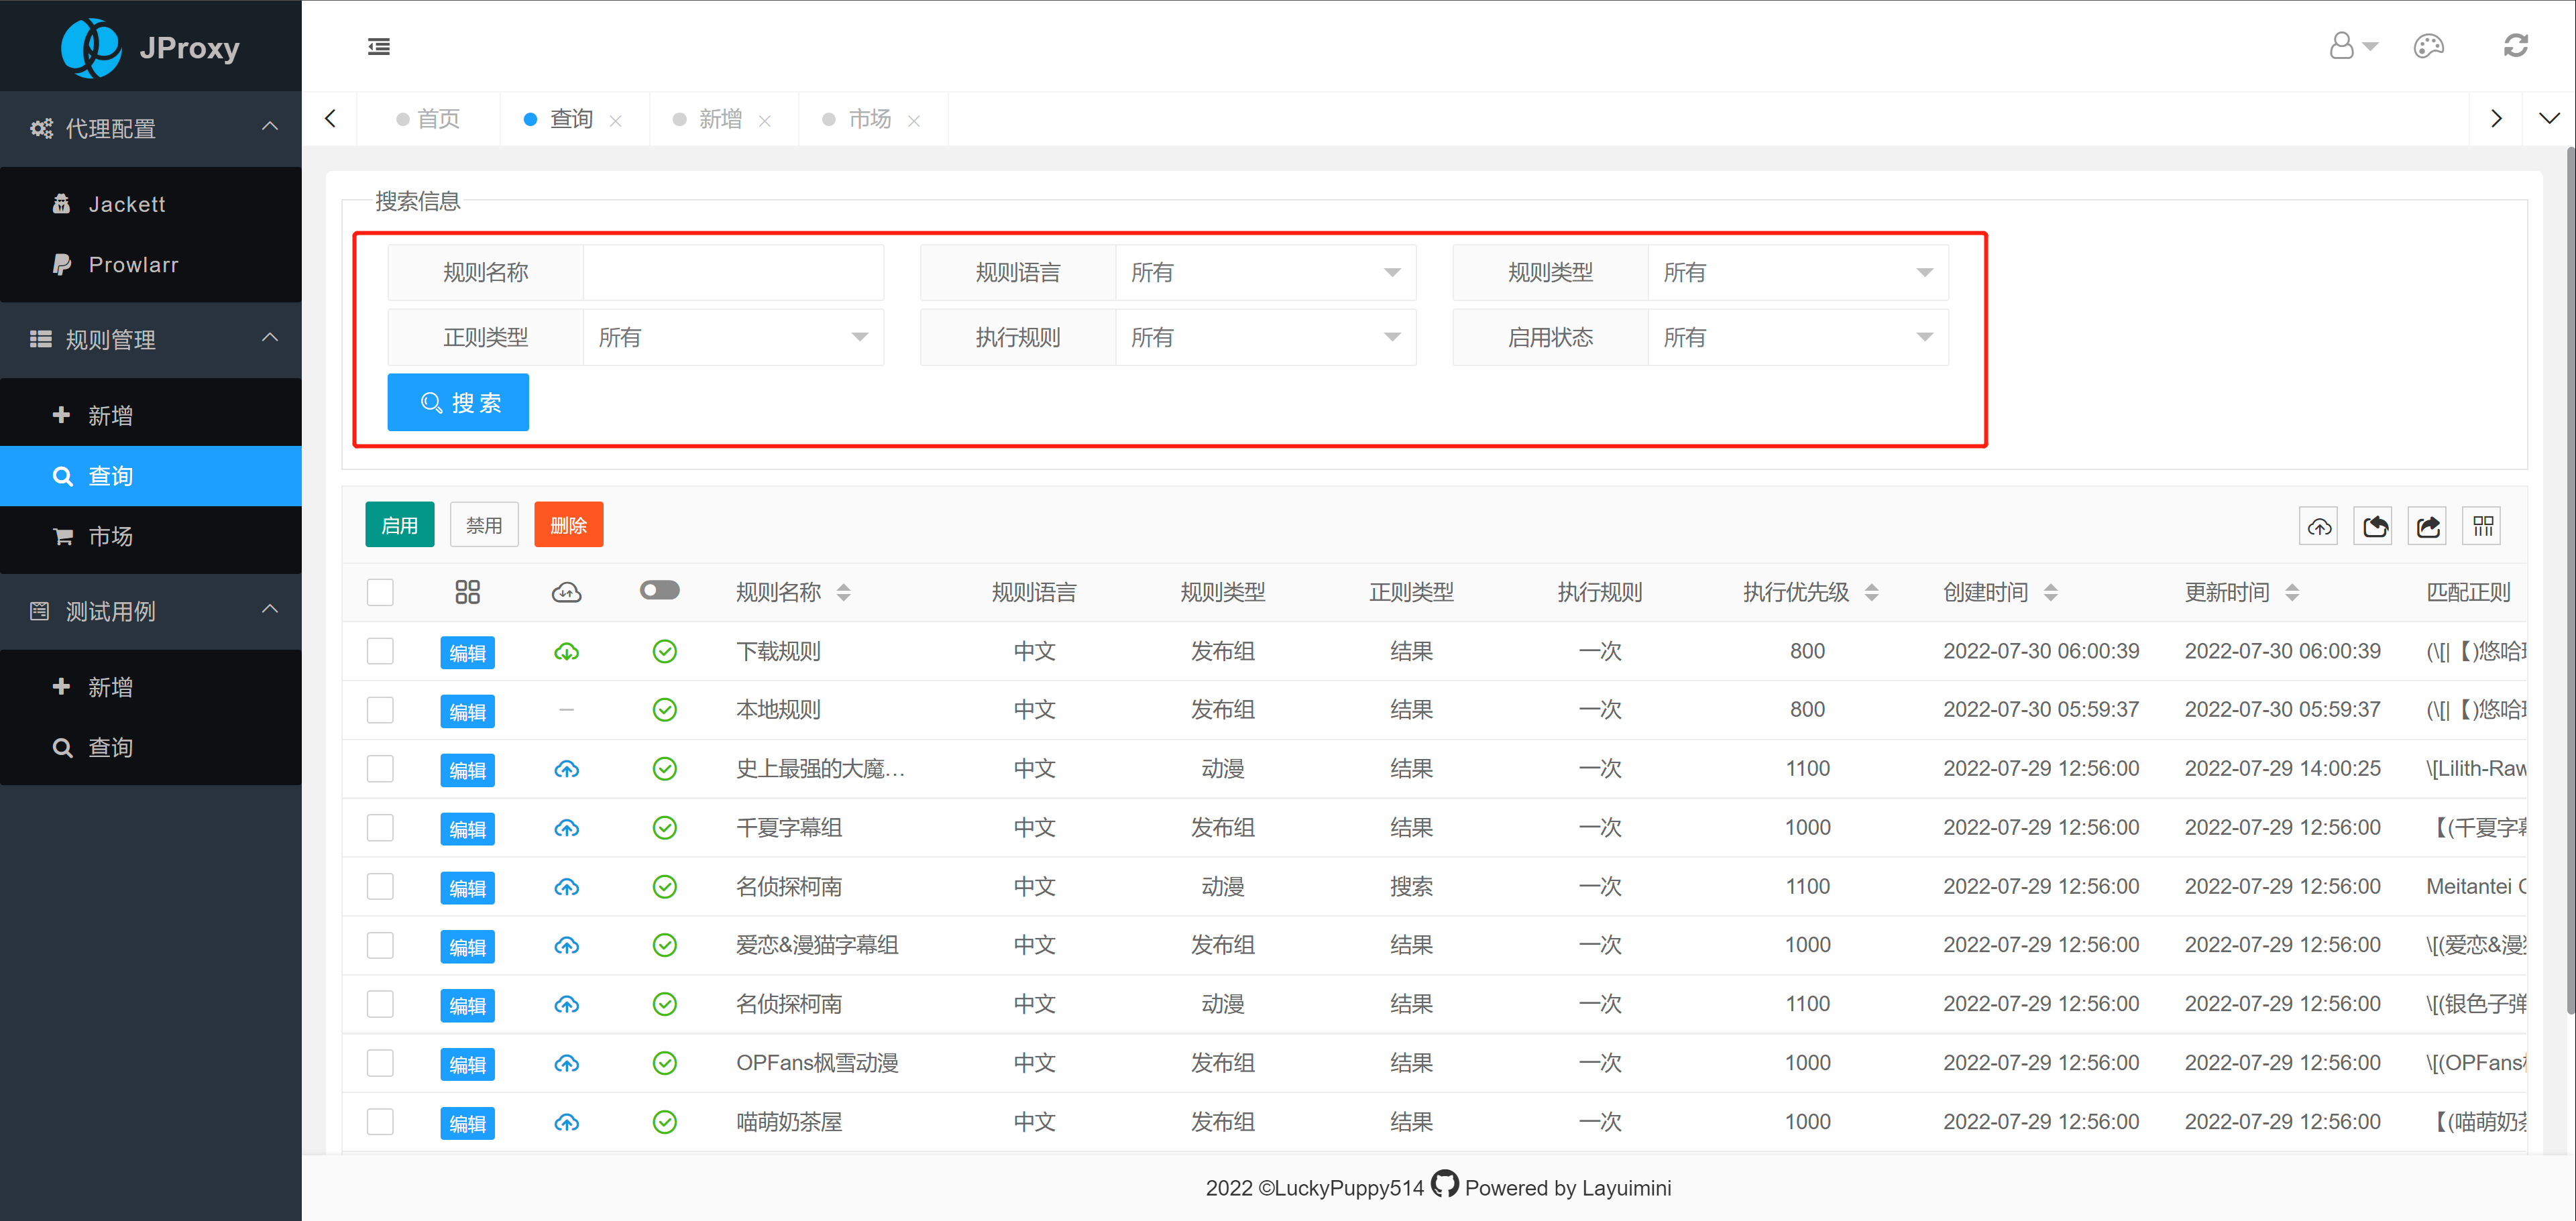 JProxy
代理配置
Jackett
Prowlarr
规则管理
新增
查询
市场
测试用例
新增
查询
首页 查询 新增 市场
搜索信息
规则名称 规则语言 所有 规则类型 所有
正则类型 所有 执行规则 所有 启用状态 所有
搜 索
启用 禁用 删除
规则名称 规则语言 规则类型 正则类型 执行规则 执行优先级 创建时间 更新时间 匹配正则
编辑 下载规则 中文 发布组 结果 一次 800 2022-07-30 06:00:39 2022-07-30 06:00:39 (\[|【)悠哈
编辑 本地规则 中文 发布组 结果 一次 800 2022-07-30 05:59:37 2022-07-30 05:59:37 (\[|【)悠哈
编辑 史上最强的大魔... 中文 动漫 结果 一次 1100 2022-07-29 12:56:00 2022-07-29 14:00:25 \[Lilith-Raw
编辑 千夏字幕组 中文 发布组 结果 一次 1000 2022-07-29 12:56:00 2022-07-29 12:56:00 【(千夏字幕
编辑 名侦探柯南 中文 动漫 搜索 一次 1100 2022-07-29 12:56:00 2022-07-29 12:56:00 Meitantei C
编辑 爱恋&漫猫字幕组 中文 发布组 结果 一次 1000 2022-07-29 12:56:00 2022-07-29 12:56:00 \[(爱恋&漫猫
编辑 名侦探柯南 中文 动漫 结果 一次 1100 2022-07-29 12:56:00 2022-07-29 12:56:00 \[(银色子弹
编辑 OPFans枫雪动漫 中文 发布组 结果 一次 1000 2022-07-29 12:56:00 2022-07-29 12:56:00 \[(OPFans
编辑 喵萌奶茶屋 中文 发布组 结果 一次 1000 2022-07-29 12:56:00 2022-07-29 12:56:00 【(喵萌奶茶
2022 ©LuckyPuppy514 Powered by Layuimini